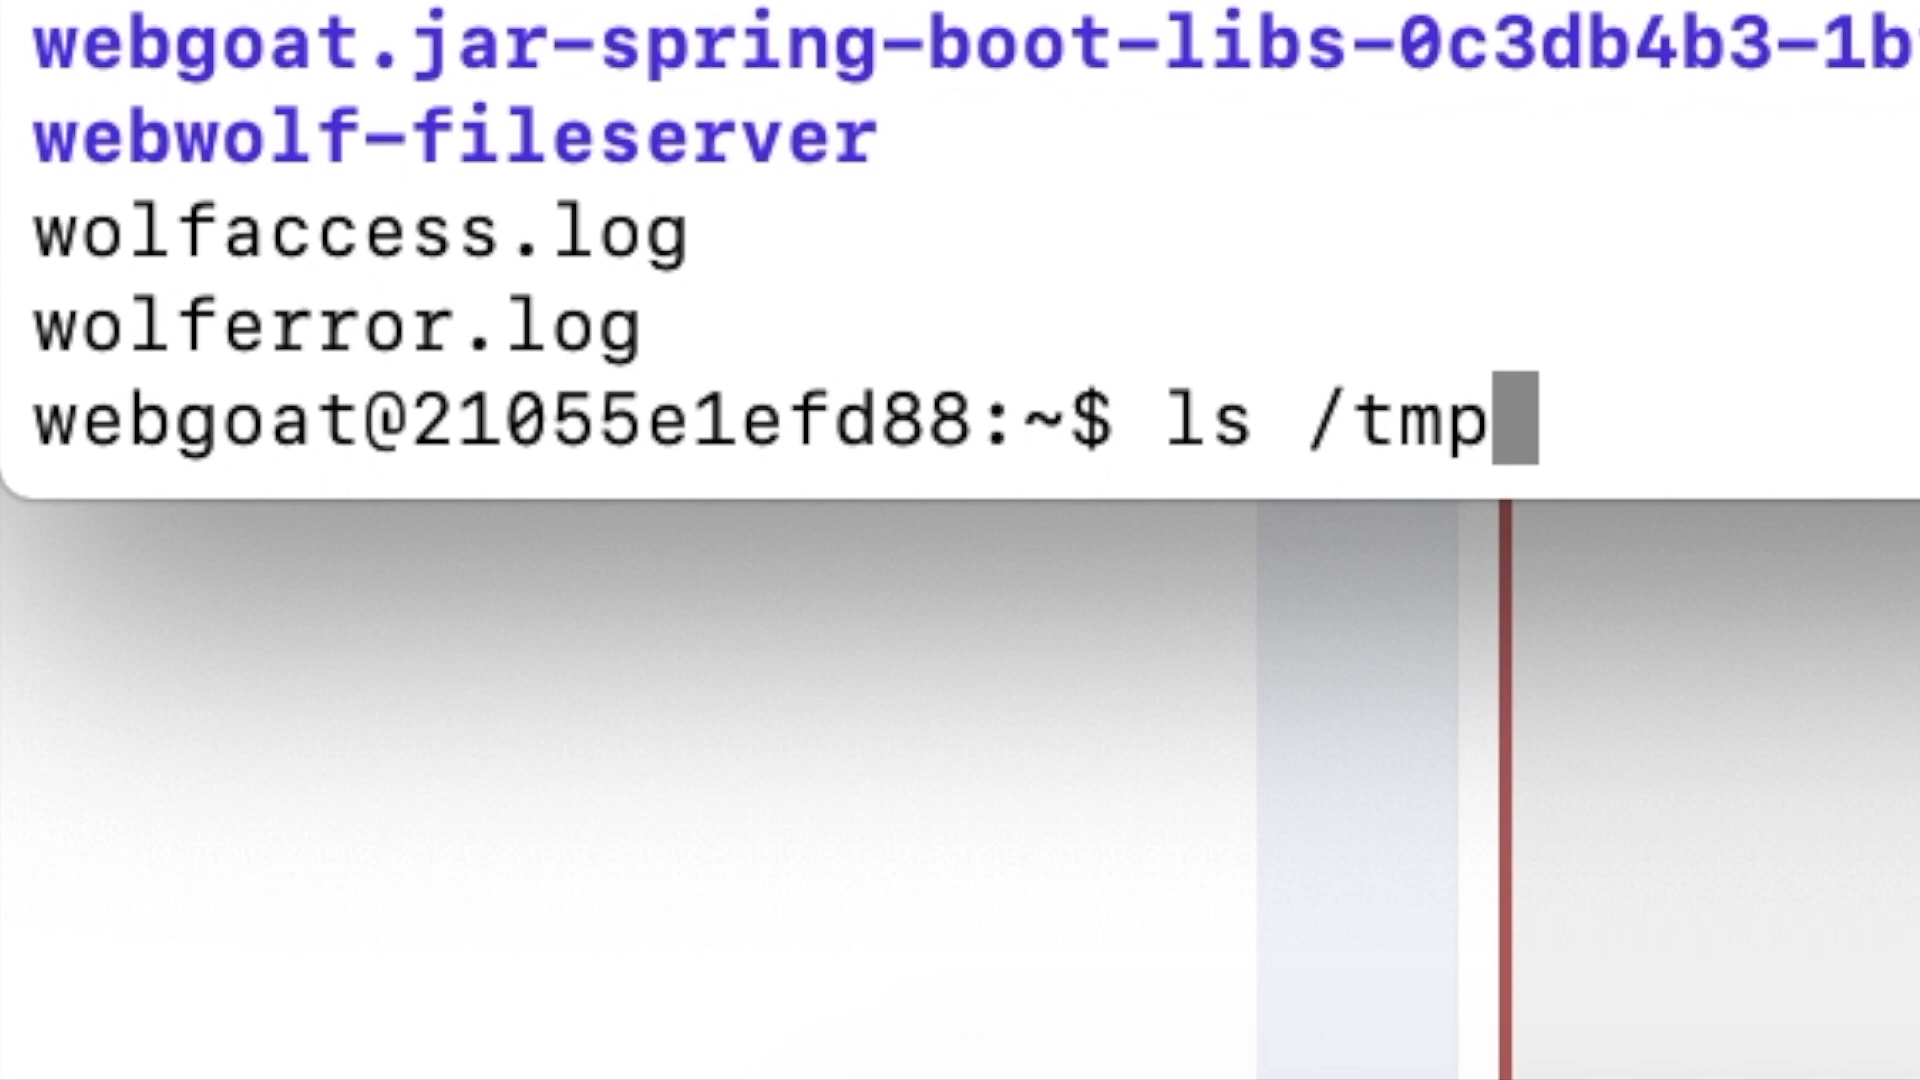 webgoat.jar-spring-boot-libs-0c3db4b3-1b
webwolf-fileserver
wolfaccess.log
wolferror.log
webgoat@21055e1efd88:~$ ls /tmp